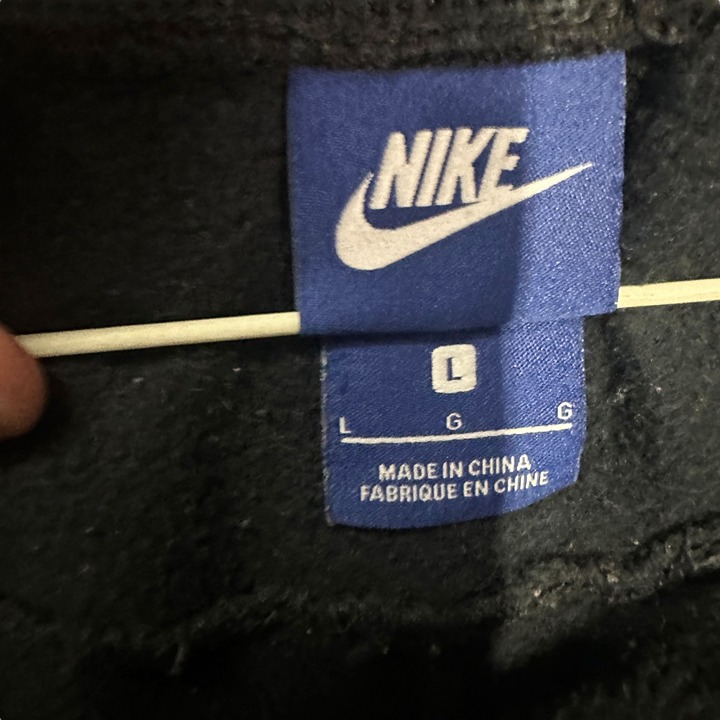 NIKE
L
L G G
MADE IN CHINA
FABRIQUE EN CHINE